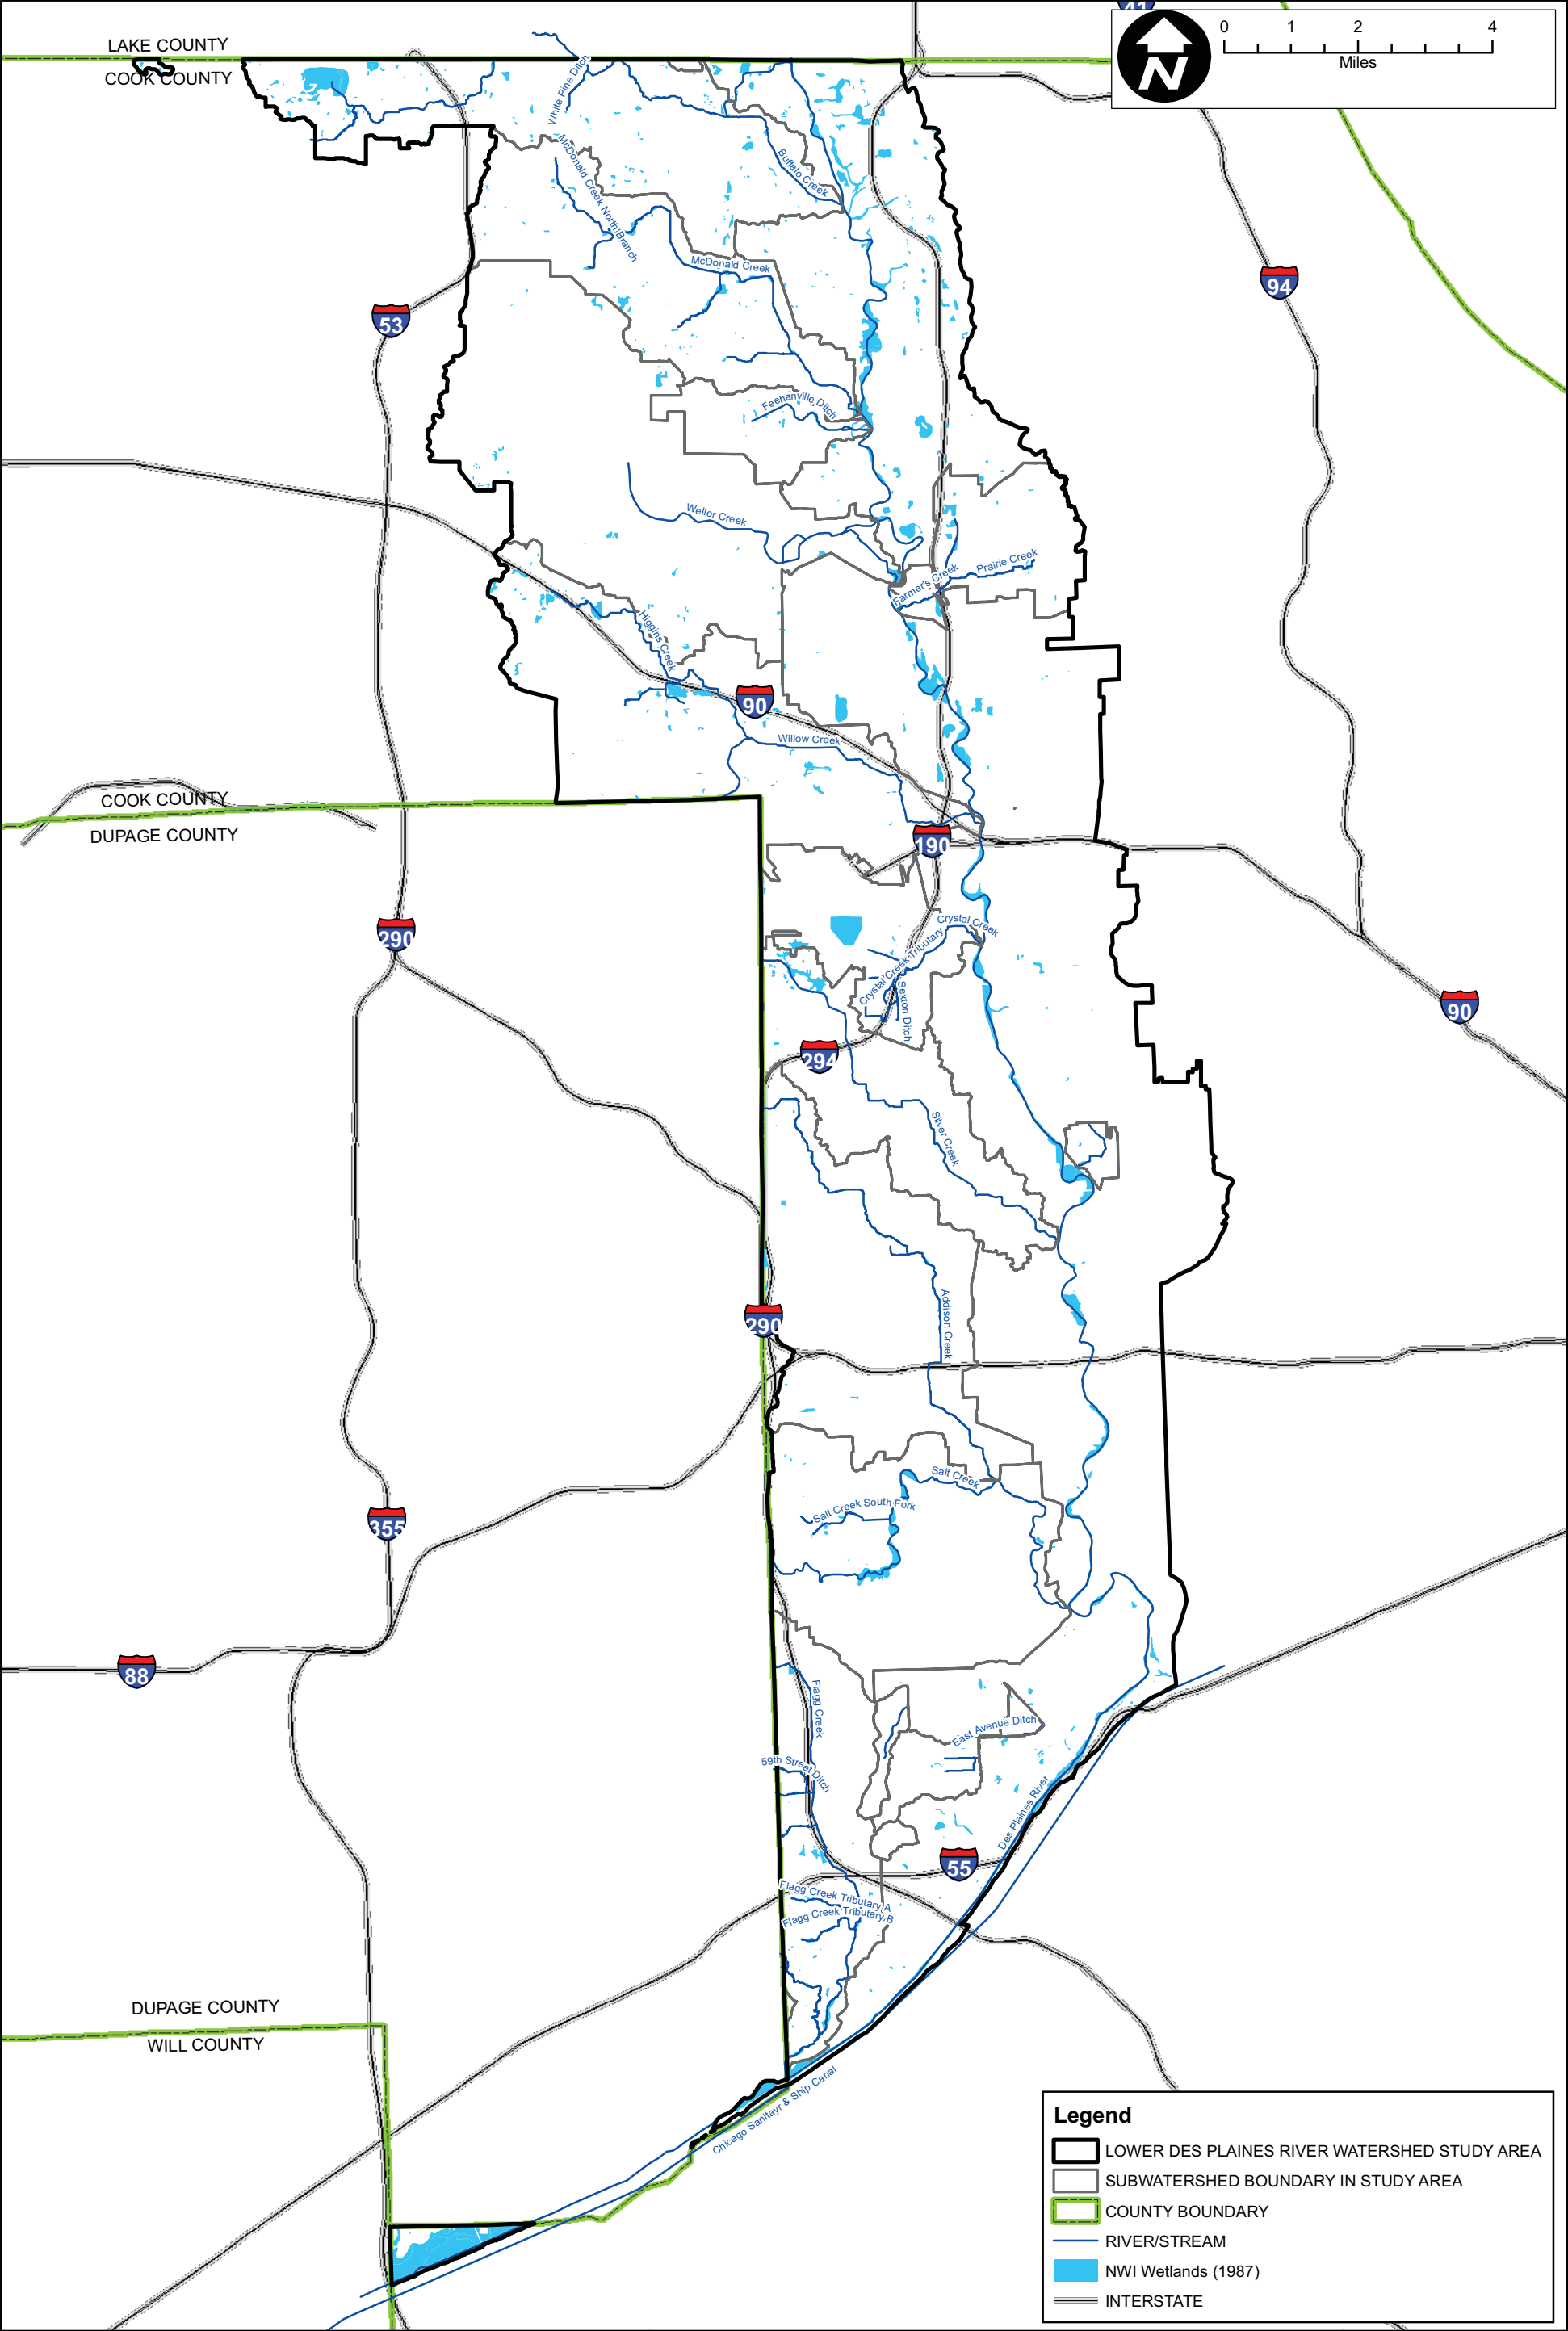 41
0 1 2 4
Miles
N
LAKE COUNTY
COOK COUNTY
White Pine Ditch
Buffalo Creek
McDonald Creek North Branch
McDonald Creek
94
53
Feehanville Ditch
Weller Creek
Prairie Creek
Farmer's Creek
Higgins Creek
90
Willow Creek
COOK COUNTY
DUPAGE COUNTY
190
Crystal Creek
290
Crystal Creek Tributary
Sexton Ditch
90
294
Silver Creek
Addison Creek
290
Salt Creek
Salt Creek South Fork
355
88
Flagg Creek
East Avenue Ditch
59th Street Ditch
Des Plaines River
55
Flagg Creek Tributary A
Flagg Creek Tributary B
DUPAGE COUNTY
WILL COUNTY
Chicago Sanitayr & Ship Canal
Legend
LOWER DES PLAINES RIVER WATERSHED STUDY AREA
SUBWATERSHED BOUNDARY IN STUDY AREA
COUNTY BOUNDARY
RIVER/STREAM
NWI Wetlands (1987)
INTERSTATE